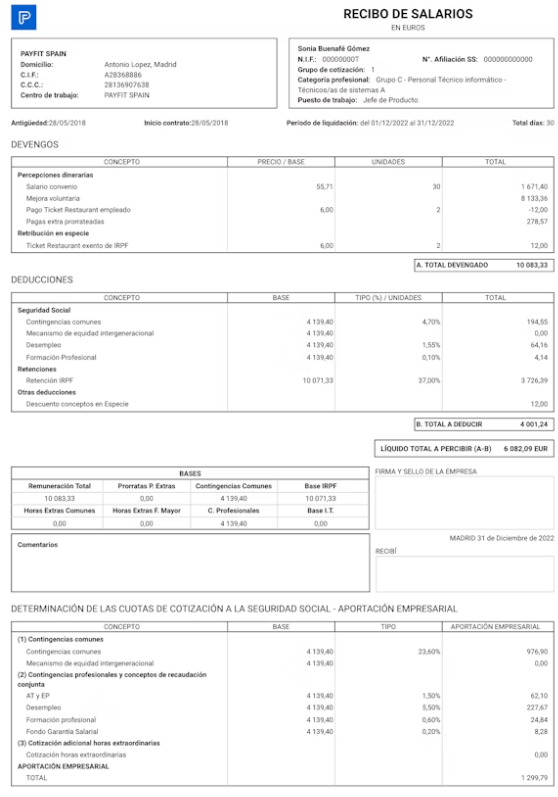 RECIBO DE SALARIOS
EN EUROS
PAYFIT SPAIN
Domicilio: Antonio Lopez, Madrid
C.I.F.: A28368886
C.C.C.: 28136907638
Centro de trabajo: PAYFIT SPAIN
Sonia Buenafé Gómez
N.I.F.: 00000000T Nº. Afiliación SS: 000000000000
Grupo de cotización: 1
Categoría profesional: Grupo C - Personal Técnico informático -
Técnicos/as de sistemas A
Puesto de trabajo: Jefe de Producto
Antigüedad:28/05/2018 Inicio contrato:28/05/2018 Periodo de liquidación: del 01/12/2022 al 31/12/2022 Total días: 30
DEVENGOS
CONCEPTO PRECIO / BASE UNIDADES TOTAL
Percepciones dinerarias
Salario convenio 55,71 30 1 671,40
Mejora voluntaria 8 133,36
Pago Ticket Restaurant empleado 6,00 2 -12,00
Pagas extra prorrateadas 278,57
Retribución en especie
Ticket Restaurant exento de IRPF 6,00 2 12,00
A. TOTAL DEVENGADO 10 083,33
DEDUCCIONES
CONCEPTO BASE TIPO (%) / UNIDADES TOTAL
Seguridad Social
Contingencias comunes 4 139,40 4,70% 194,55
Mecanismo de equidad intergeneracional 4 139,40 0,00
Desempleo 4 139,40 1,55% 64,16
Formación Profesional 4 139,40 0,10% 4,14
Retenciones
Retención IRPF 10 071,33 37,00% 3 726,39
Otras deducciones
Descuento conceptos en Especie 12,00
B. TOTAL A DEDUCIR 4 001,24
LÍQUIDO TOTAL A PERCIBIR (A-B) 6 082,09 EUR
BASES
Remuneración Total Prorratas P. Extras Contingencias Comunes Base IRPF
10 083,33 0,00 4 139,40 10 071,33
Horas Extras Comunes Horas Extras F. Mayor C. Profesionales Base I.T.
0,00 0,00 4 139,40 0,00
FIRMA Y SELLO DE LA EMPRESA
MADRID 31 de Diciembre de 2022
Comentarios
RECIBÍ
DETERMINACIÓN DE LAS CUOTAS DE COTIZACIÓN A LA SEGURIDAD SOCIAL - APORTACIÓN EMPRESARIAL
CONCEPTO BASE TIPO APORTACIÓN EMPRESARIAL
(1) Contingencias comunes
Contingencias comunes 4 139,40 23,60% 976,90
Mecanismo de equidad intergeneracional 4 139,40 0,00
(2) Contingencias profesionales y conceptos de recaudación
conjunta
AT y EP 4 139,40 1,50% 62,10
Desempleo 4 139,40 5,50% 227,67
Formación profesional 4 139,40 0,60% 24,84
Fondo Garantía Salarial 4 139,40 0,20% 8,28
(3) Cotización adicional horas extraordinarias
Cotización horas extraordinarias 0,00
APORTACIÓN EMPRESARIAL
TOTAL 1 299,79